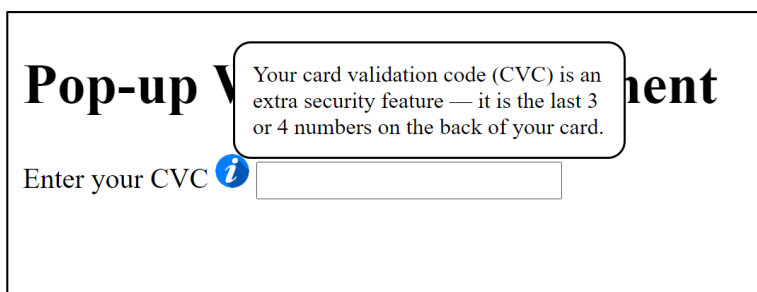 Pop-up
Your card validation code (CVC) is an
extra security feature — it is the last 3
or 4 numbers on the back of your card.
Enter your CVC i